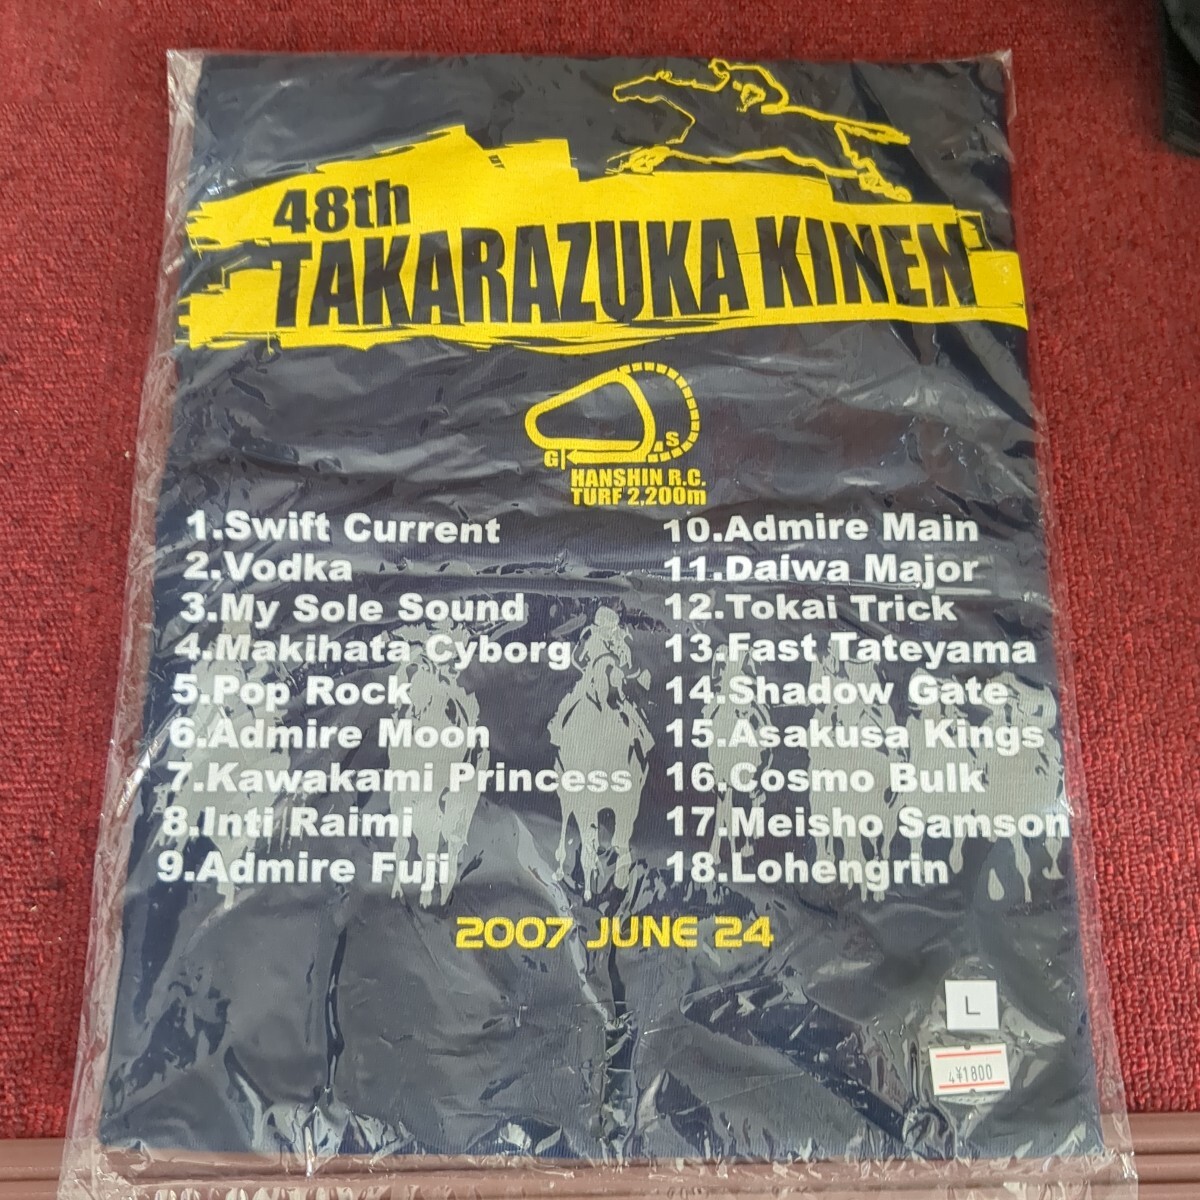 48th
TAKARAZUKA KINEN
G
S
HANSHIN R.C.
TURF 2,200m
1.Swift Current
2.Vodka
3.My Sole Sound
4.Makihata Cyborg
5.Pop Rock
6.Admire Moon
7.Kawakami Princess
8.Inti Raimi
9.Admire Fuji
10.Admire Main
11.Daiwa Major
12.Tokai Trick
13.Fast Tateyama
14.Shadow Gate
15.Asakusa Kings
16.Cosmo Bulk
17.Meisho Samson
18.Lohengrin
2007 JUNE 24
L
4¥1800